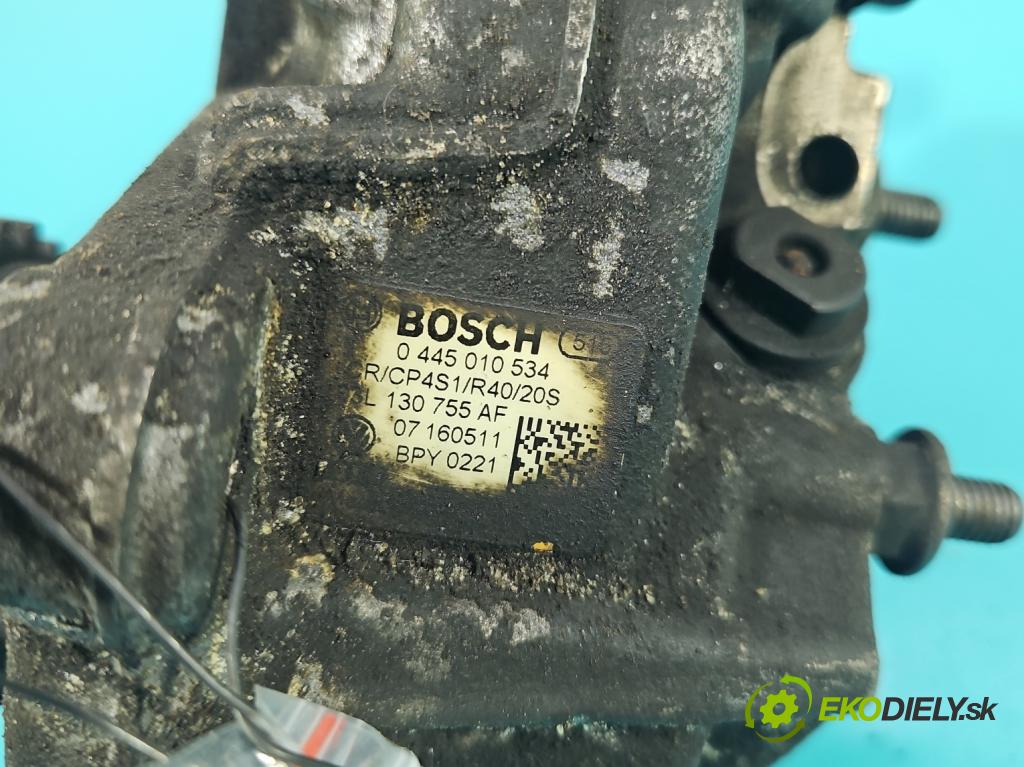 BOSCH
0 445 010 534
R/CP4S1/R40/20S
L 130 755 AF
07 160511
BPY 0221
EKODIELY.sk